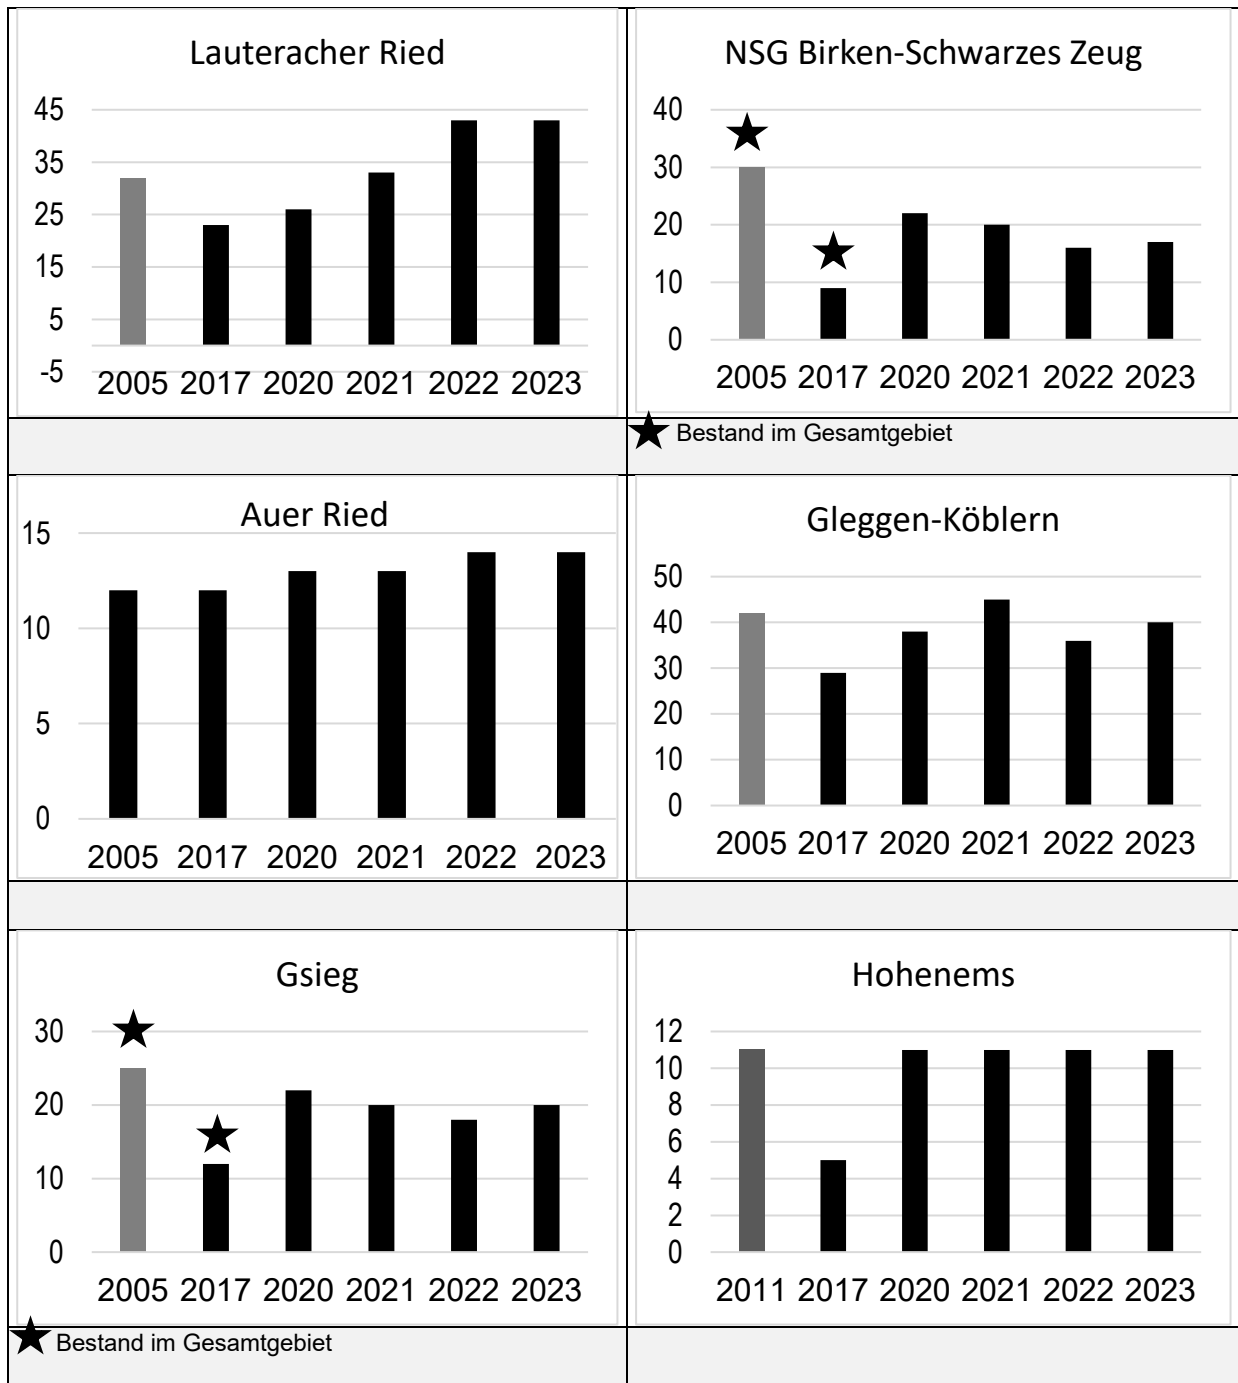 Lauteracher Ried
45
35
25
15
5
-5
2005 2017 2020 2021 2022 2023
NSG Birken-Schwarzes Zeug
40
30
20
10
0
2005 2017 2020 2021 2022 2023
★ Bestand im Gesamtgebiet
Auer Ried
15
10
5
0
2005 2017 2020 2021 2022 2023
Gleggen-Köblern
50
40
30
20
10
0
2005 2017 2020 2021 2022 2023
Gsieg
30
20
10
0
2005 2017 2020 2021 2022 2023
★ Bestand im Gesamtgebiet
Hohenems
12
10
8
6
4
2
0
2011 2017 2020 2021 2022 2023